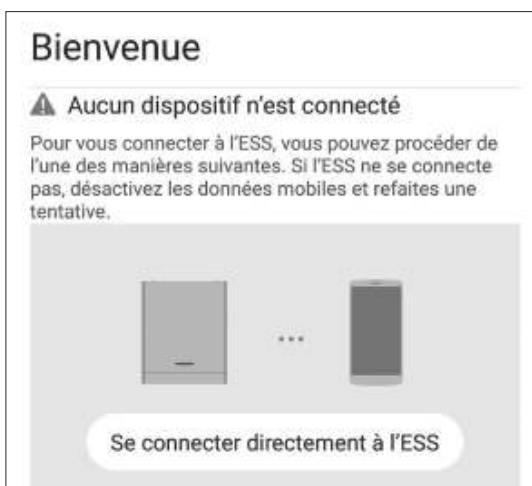 Bienvenue
Aucun dispositif n'est connecté
Pour vous connecter à l'ESS, vous pouvez procéder de
l'une des manières suivantes. Si l'ESS ne se connecte
pas, désactivez les données mobiles et refaites une
tentative.
Se connecter directement à l'ESS